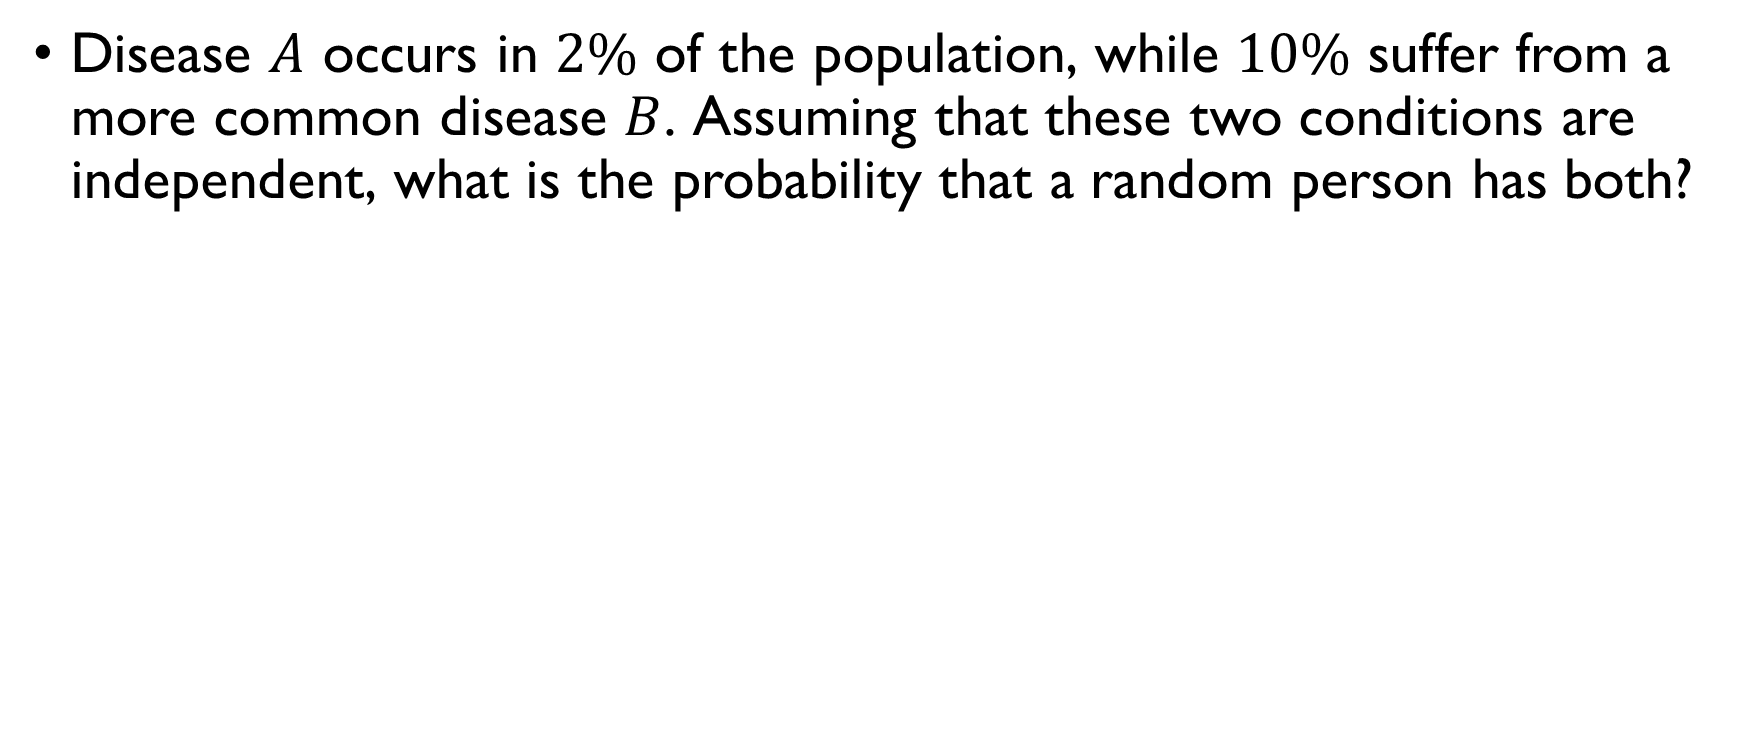 • Disease A occurs in 2% of the population, while 10% suffer from a
more common disease B. Assuming that these two conditions are
independent, what is the probability that a random person has both?